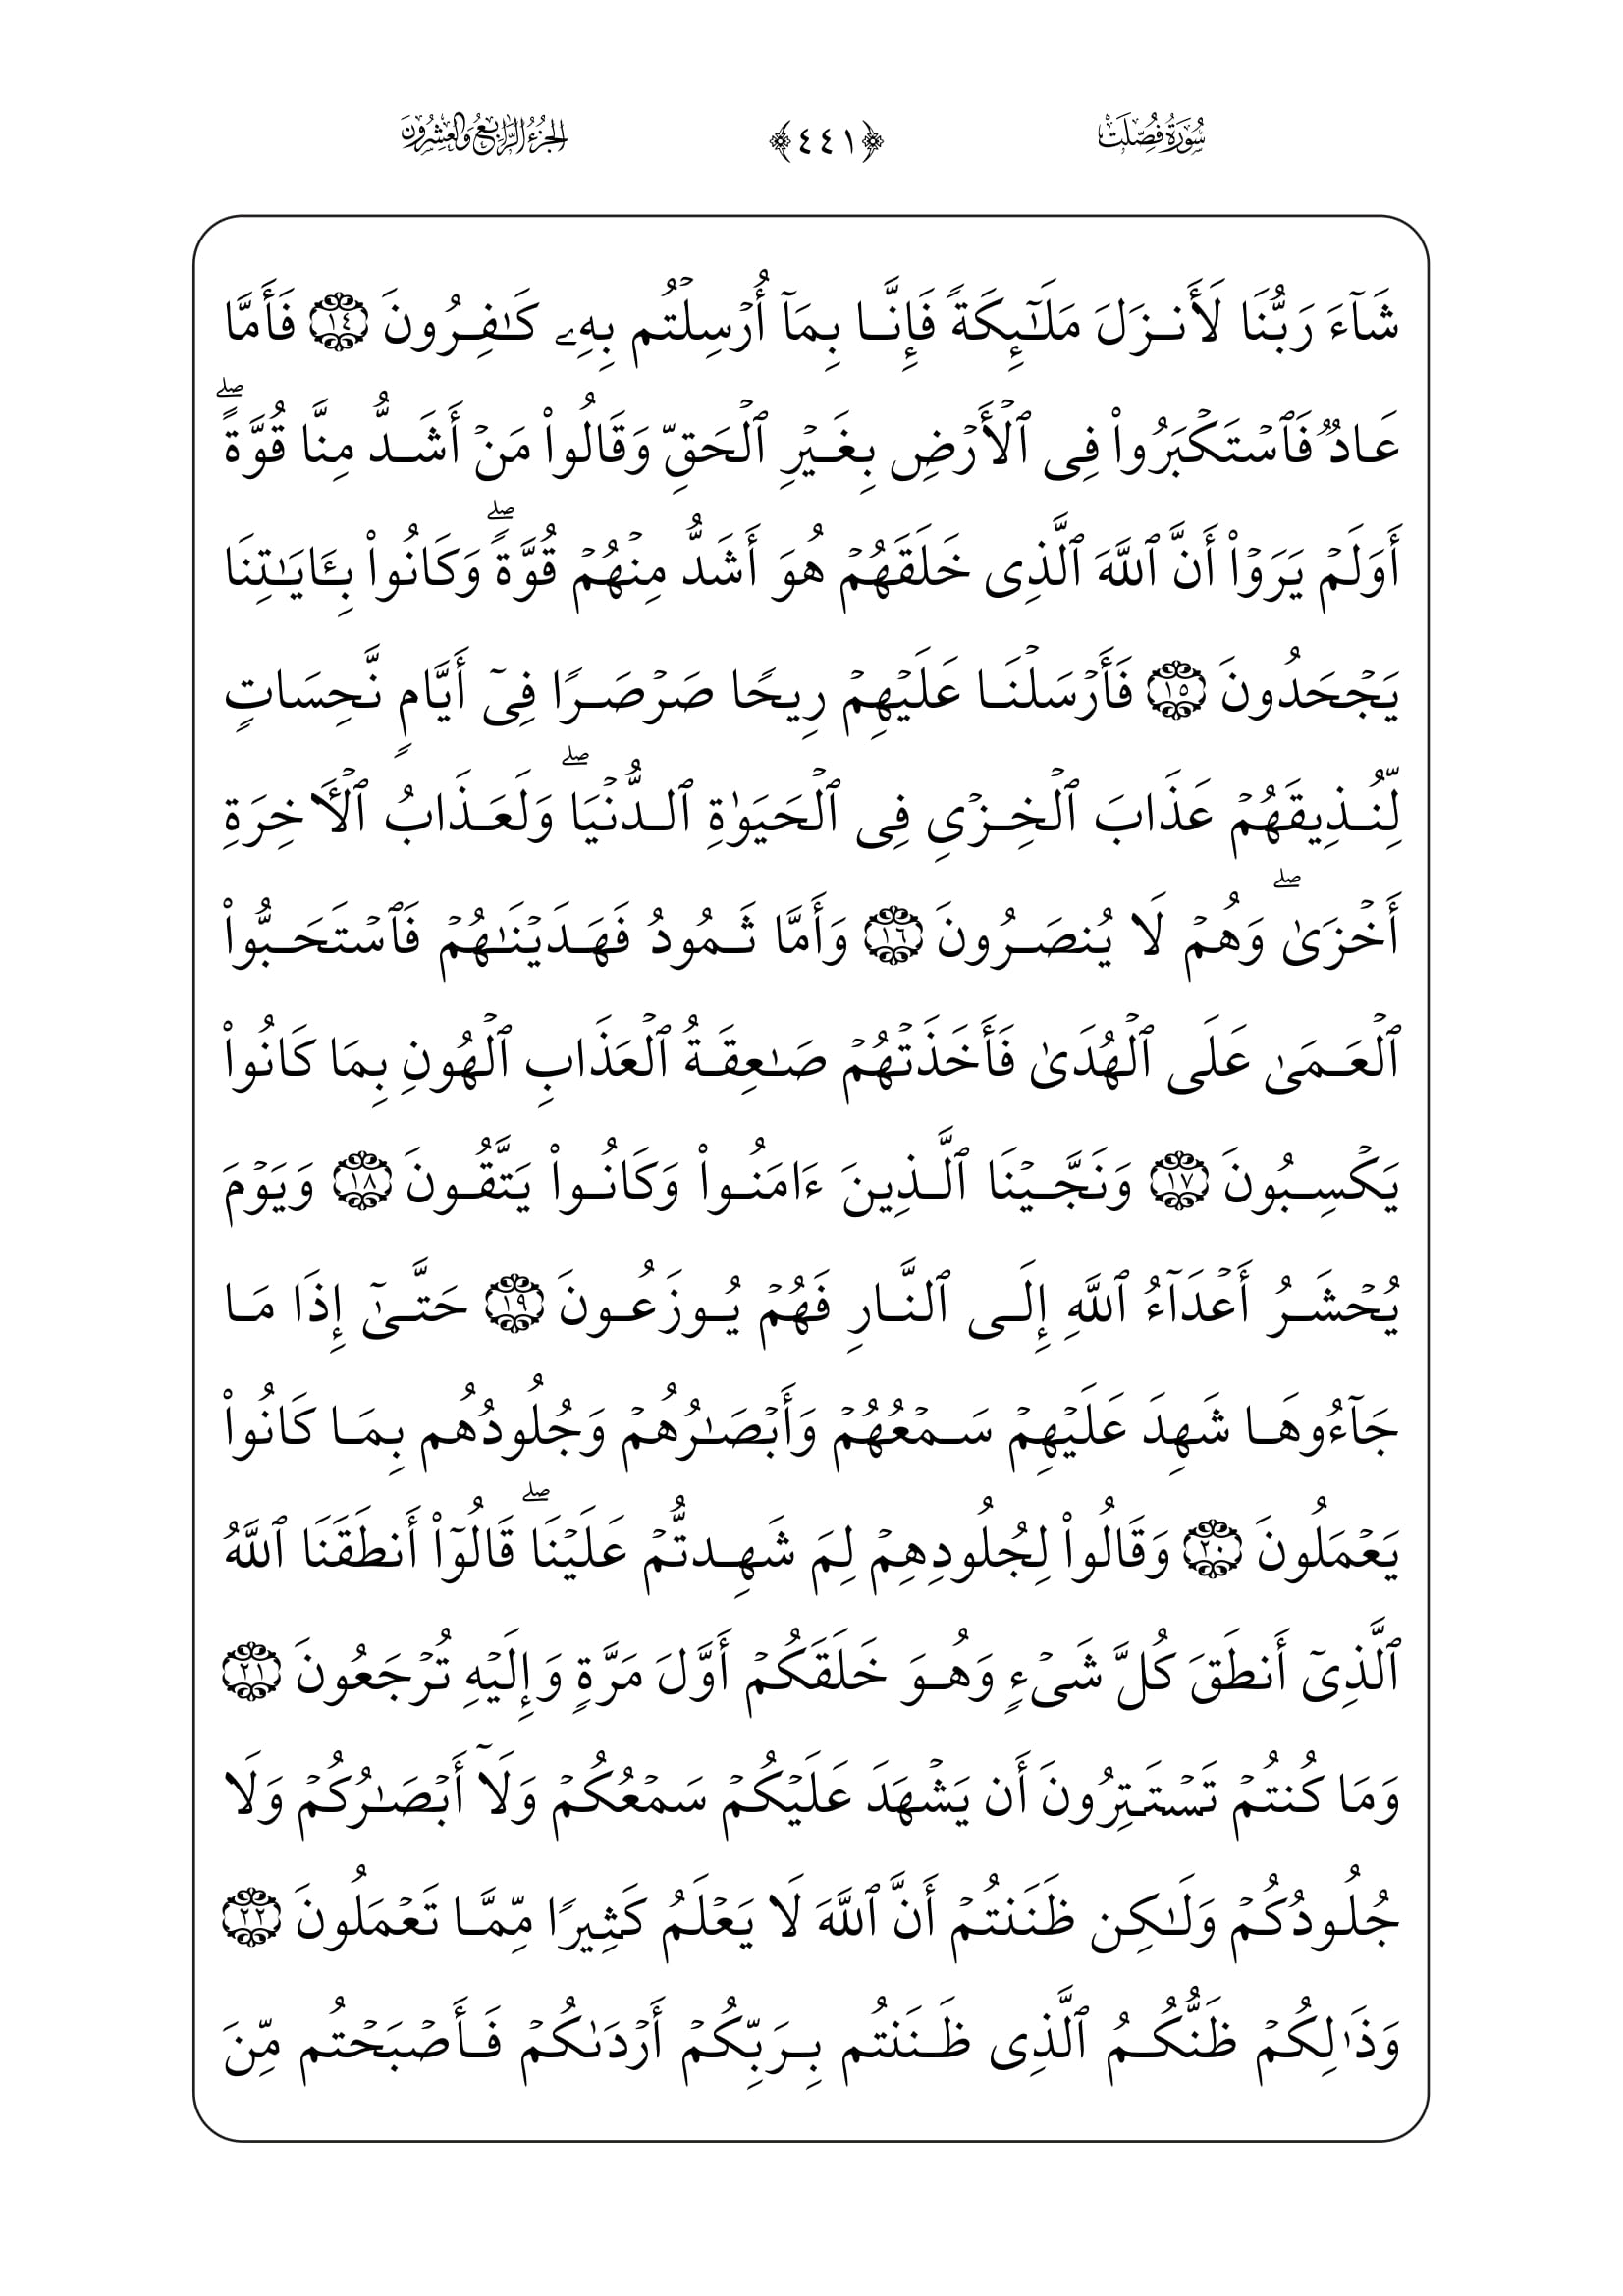 سُورَةُ فُصِّلَتْ ﴿٤٤١﴾ الجُزْءُ الرَّابِعُ وَالعِشْرُونَ
شَآءَ رَبُّنَا لَأَنزَلَ مَلَٰٓئِكَةً فَإِنَّا بِمَآ أُرۡسِلۡتُم بِهِۦ كَٰفِرُونَ ١٤ فَأَمَّا
عَادٞ فَٱسۡتَكۡبَرُواْ فِى ٱلۡأَرۡضِ بِغَيۡرِ ٱلۡحَقِّ وَقَالُواْ مَنۡ أَشَدُّ مِنَّا قُوَّةًۖ
أَوَلَمۡ يَرَوۡاْ أَنَّ ٱللَّهَ ٱلَّذِى خَلَقَهُمۡ هُوَ أَشَدُّ مِنۡهُمۡ قُوَّةًۖ وَكَانُواْ بِـَٔايَٰتِنَا
يَجۡحَدُونَ ١٥ فَأَرۡسَلۡنَا عَلَيۡهِمۡ رِيحًا صَرۡصَرًا فِىٓ أَيَّامٍ نَّحِسَاتٍ
لِّنُذِيقَهُمۡ عَذَابَ ٱلۡخِزۡىِ فِى ٱلۡحَيَوٰةِ ٱلدُّنۡيَاۖ وَلَعَذَابُ ٱلۡأَخِرَةِ
أَخۡزَىٰۖ وَهُمۡ لَا يُنصَرُونَ ١٦ وَأَمَّا ثَمُودُ فَهَدَيۡنَٰهُمۡ فَٱسۡتَحَبُّواْ
ٱلۡعَمَىٰ عَلَى ٱلۡهُدَىٰ فَأَخَذَتۡهُمۡ صَٰعِقَةُ ٱلۡعَذَابِ ٱلۡهُونِ بِمَا كَانُواْ
يَكۡسِبُونَ ١٧ وَنَجَّيۡنَا ٱلَّذِينَ ءَامَنُواْ وَكَانُواْ يَتَّقُونَ ١٨ وَيَوۡمَ
يُحۡشَرُ أَعۡدَآءُ ٱللَّهِ إِلَى ٱلنَّارِ فَهُمۡ يُوزَعُونَ ١٩ حَتَّىٰٓ إِذَا مَا
جَآءُوهَا شَهِدَ عَلَيۡهِمۡ سَمۡعُهُمۡ وَأَبۡصَٰرُهُمۡ وَجُلُودُهُم بِمَا كَانُواْ
يَعۡمَلُونَ ٢٠ وَقَالُواْ لِجُلُودِهِمۡ لِمَ شَهِدتُّمۡ عَلَيۡنَاۖ قَالُوٓاْ أَنطَقَنَا ٱللَّهُ
ٱلَّذِىٓ أَنطَقَ كُلَّ شَىۡءٍ وَهُوَ خَلَقَكُمۡ أَوَّلَ مَرَّةٍ وَإِلَيۡهِ تُرۡجَعُونَ ٢١
وَمَا كُنتُمۡ تَسۡتَتِرُونَ أَن يَشۡهَدَ عَلَيۡكُمۡ سَمۡعُكُمۡ وَلَآ أَبۡصَٰرُكُمۡ وَلَا
جُلُودُكُمۡ وَلَٰكِن ظَنَنتُمۡ أَنَّ ٱللَّهَ لَا يَعۡلَمُ كَثِيرًا مِّمَّا تَعۡمَلُونَ ٢٢
وَذَٰلِكُمۡ ظَنُّكُمُ ٱلَّذِى ظَنَنتُم بِرَبِّكُمۡ أَرۡدَىٰكُمۡ فَأَصۡبَحۡتُم مِّنَ